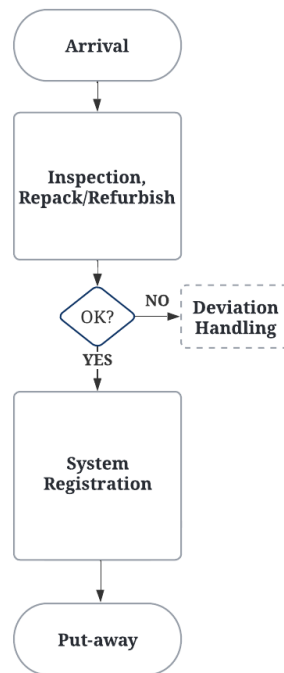 Arrival
Inspection,
Repack/Refurbish
OK?
NO
Deviation
Handling
YES
System
Registration
Put-away